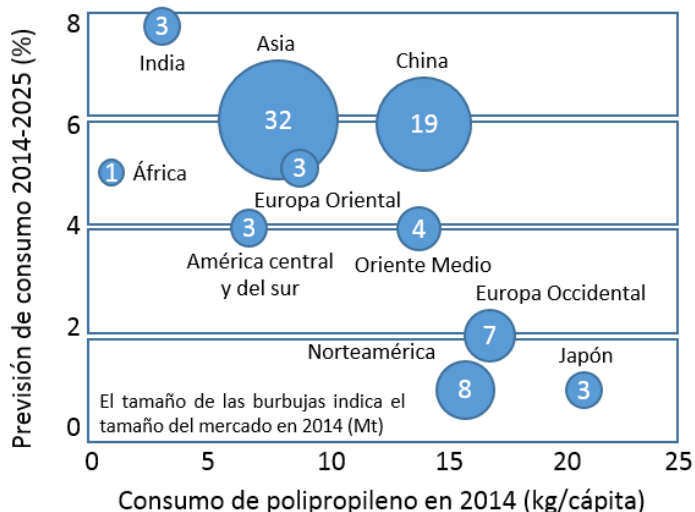 Previsión de consumo 2014-2025 (%)
8
6
4
2
0
3
India
Asia
32
China
19
1
África
3
Europa Oriental
3
América central
y del sur
4
Oriente Medio
Europa Occidental
7
Norteamérica
8
Japón
3
El tamaño de las burbujas indica el
tamaño del mercado en 2014 (Mt)
0
5
10
15
20
25
Consumo de polipropileno en 2014 (kg/cápita)